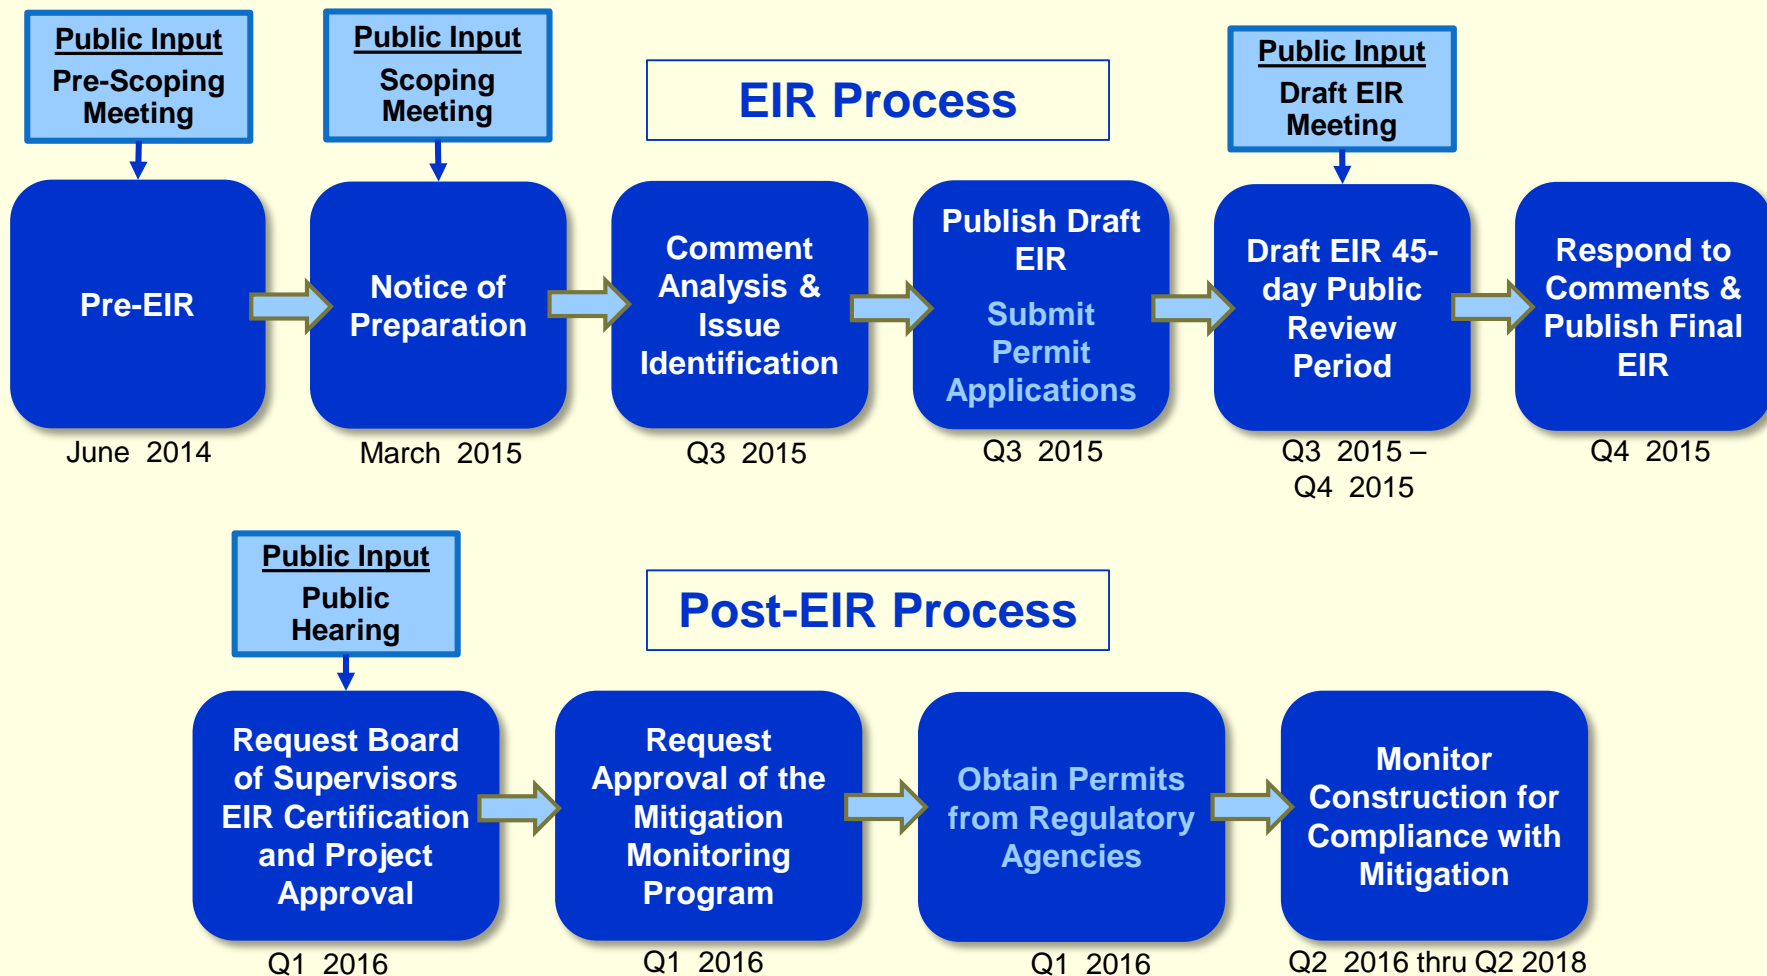 Public Input
Pre-Scoping
Meeting
Public Input
Scoping
Meeting
EIR Process
Public Input
Draft EIR
Meeting
Pre-EIR
Notice of
Preparation
Comment
Analysis &
Issue
Identification
Publish Draft
EIR
Submit
Permit
Applications
Draft EIR 45-
day Public
Review
Period
Respond to
Comments &
Publish Final
EIR
June 2014
March 2015
Q3 2015
Q3 2015
Q3 2015 –
Q4 2015
Q4 2015
Public Input
Public
Hearing
Post-EIR Process
Request Board
of Supervisors
EIR Certification
and Project
Approval
Request
Approval of the
Mitigation
Monitoring
Program
Obtain Permits
from Regulatory
Agencies
Monitor
Construction for
Compliance with
Mitigation
Q1 2016
Q1 2016
Q1 2016
Q2 2016 thru Q2 2018